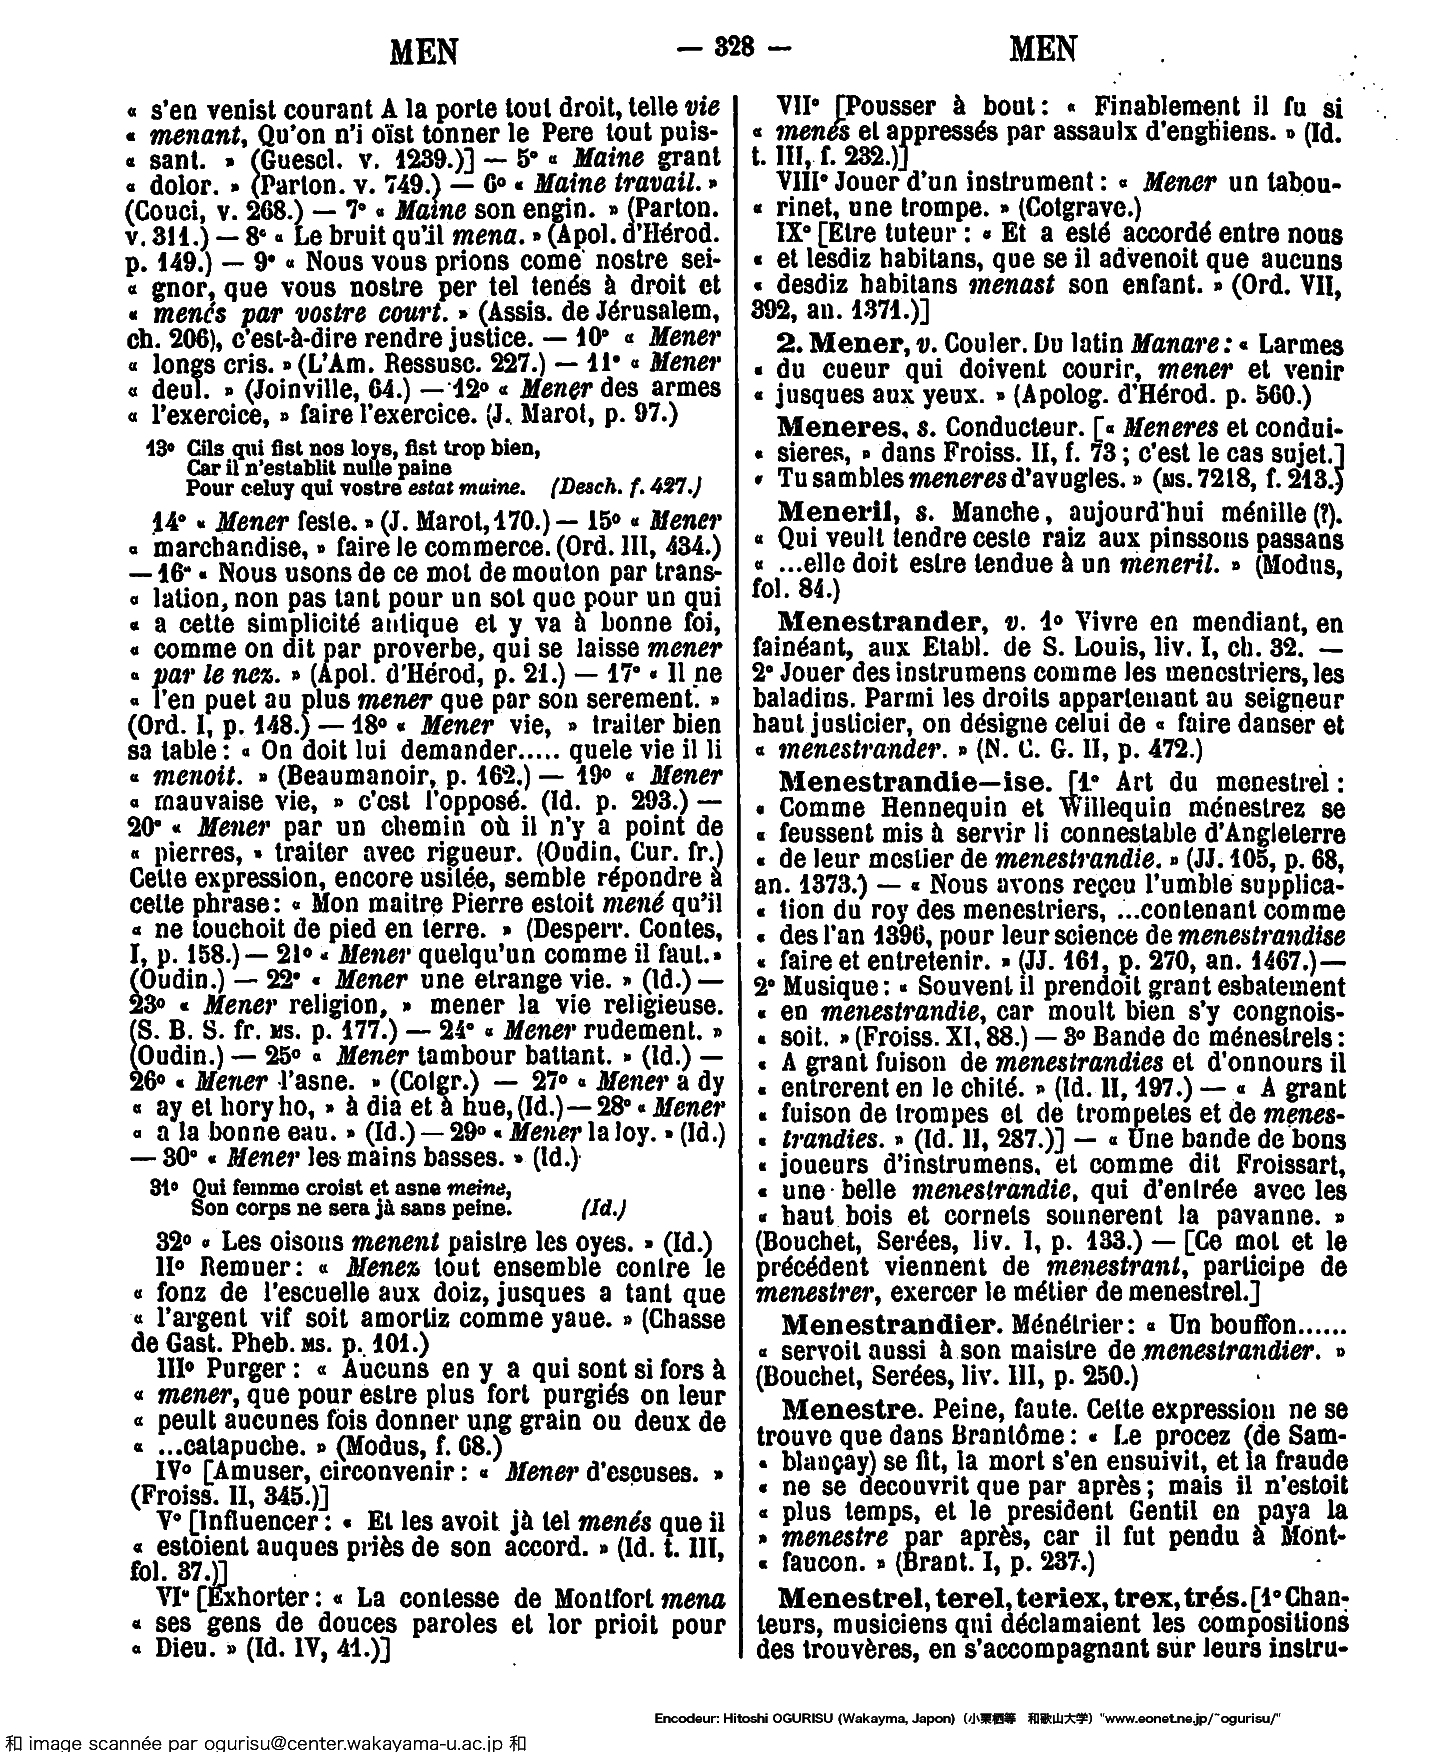 MEN — 328 — MEN
« s'en venist courant A la porte tout droit, telle vie
« menant, Qu'on n'i oïst tonner le Pere tout puis-
« sant. » (Guescl. v. 1239.)] — 5° « Maine grant
« dolor. » (Parton. v. 749.) — 6° « Maine travail. »
(Couci, v. 268.) — 7° « Maine son engin. » (Parton.
v. 311.) — 8° « Le bruit qu'il mena. » (Apol. d'Hérod.
p. 149.) — 9° « Nous vous prions come nostre sei-
« gnor, que vous nostre per tel tenés à droit et
« menés par vostre court. » (Assis. de Jérusalem,
ch. 206), c'est-à-dire rendre justice. — 10° « Mener
« longs cris. » (L'Am. Ressusc. 227.) — 11° « Mener
« deul. » (Joinville, 64.) — 12° « Mener des armes
« l'exercice, » faire l'exercice. (J. Marot, p. 97.)
13° Cils qui fist nos loys, fist trop bien,
Car il n'establit nulle paine
Pour celuy qui vostre estat maine. (Desch. f. 427.)
14° « Mener feste. » (J. Marot, 170.) — 15° « Mener
« marchandise, » faire le commerce. (Ord. III, 434.)
— 16° « Nous usons de ce mot de mouton par trans-
« lation, non pas tant pour un sot que pour un qui
« a cette simplicité antique et y va à bonne foi,
« comme on dit par proverbe, qui se laisse mener
« par le nez. » (Apol. d'Hérod, p. 21.) — 17° « Il ne
« l'en puet au plus mener que par son serement. »
(Ord. I, p. 148.) — 18° « Mener vie, » traiter bien
sa table : « On doit lui demander..... quele vie il li
« menoit. » (Beaumanoir, p. 162.) — 19° « Mener
« mauvaise vie, » c'est l'opposé. (Id. p. 293.) —
20° « Mener par un chemin où il n'y a point de
« pierres, » traiter avec rigueur. (Oudin, Cur. fr.)
Cette expression, encore usitée, semble répondre à
cette phrase : « Mon maitre Pierre estoit mené qu'il
« ne touchoit de pied en terre. » (Desperr. Contes,
I, p. 158.) — 21° « Mener quelqu'un comme il faut. »
(Oudin.) — 22° « Mener une etrange vie. » (Id.) —
23° « Mener religion, » mener la vie religieuse.
(S. B. S. fr. MS. p. 177.) — 24° « Mener rudement. »
(Oudin.) — 25° « Mener tambour battant. » (Id.) —
26° « Mener l'asne. » (Cotgr.) — 27° « Mener a dy
« ay et hory ho, » à dia et à hue, (Id.) — 28° « Mener
« a la bonne eau. » (Id.) — 29° « Mener la loy. » (Id.)
— 30° « Mener les mains basses. » (Id.)
31° Qui femme croist et asne meine,
Son corps ne sera jà sans peine. (Id.)
32° « Les oisons menent paistre les oyes. » (Id.)
II° Remuer : « Menez tout ensemble contre le
« fonz de l'escuelle aux doiz, jusques a tant que
« l'argent vif soit amortiz comme yaue. » (Chasse
de Gast. Pheb. MS. p. 101.)
III° Purger : « Aucuns en y a qui sont si fors à
« mener, que pour estre plus fort purgiés on leur
« peult aucunes fois donner ung grain ou deux de
« ...catapuche. » (Modus, f. 68.)
IV° [Amuser, circonvenir : « Mener d'escuses. »
(Froiss. II, 345.)]
V° [Influencer : « Et les avoit jà tel menés que il
« estoient auques priès de son accord. » (Id. t. III,
fol. 37.)]
VI° [Exhorter : « La contesse de Montfort mena
« ses gens de douces paroles et lor prioit pour
« Dieu. » (Id. IV, 41.)]
VII° [Pousser à bout : « Finablement il fu si
« menés et appressés par assaulx d'enghiens. » (Id.
t. III, f. 232.)]
VIII° Jouer d'un instrument : « Mener un tabou-
« rinet, une trompe. » (Cotgrave.)
IX° [Etre tuteur : « Et a esté accordé entre nous
« et lesdiz habitans, que se il advenoit que aucuns
« desdiz habitans menast son enfant. » (Ord. VII,
392, an. 1371.)]
2. Mener, v. Couler. Du latin Manare : « Larmes
« du cueur qui doivent courir, mener et venir
« jusques aux yeux. » (Apolog. d'Hérod. p. 560.)
Meneres, s. Conducteur. [« Meneres et condui-
« sieres, » dans Froiss. II, f. 73 ; c'est le cas sujet.]
« Tu sambles meneres d'avugles. » (MS. 7218, f. 213.)
Meneril, s. Manche, aujourd'hui ménille (?).
« Qui veult tendre ceste raiz aux pinssons passans
« ...elle doit estre tendue à un meneril. » (Modus,
fol. 84.)
Menestrander, v. 1° Vivre en mendiant, en
fainéant, aux Etabl. de S. Louis, liv. I, ch. 32. —
2° Jouer des instrumens comme les menestriers, les
baladins. Parmi les droits appartenant au seigneur
haut justicier, on désigne celui de « faire danser et
« menestrander. » (N. C. G. II, p. 472.)
Menestrandie—ise. [1° Art du menestrel :
« Comme Hennequin et Willequin ménestrez se
« feussent mis à servir li connestable d'Angleterre
« de leur mestier de menestrandie. » (JJ. 105, p. 68,
an. 1373.) — « Nous avons reçeu l'umble supplica-
« tion du roy des menestriers, ...contenant comme
« des l'an 1396, pour leur science de menestrandise
« faire et entretenir. » (JJ. 161, p. 270, an. 1467.) —
2° Musique : « Souvent il prendoit grant esbatement
« en menestrandie, car moult bien s'y congnois-
« soit. » (Froiss. XI, 88.) — 3° Bande de ménestrels :
« A grant fuison de menestrandies et d'onnours il
« entrerent en le chité. » (Id. II, 197.) — « A grant
« fuison de trompes et de trompetes et de menes-
« trandies. » (Id. II, 287.)] — « Une bande de bons
« joueurs d'instrumens, et comme dit Froissart,
« une belle menestrandie, qui d'entrée avec les
« haut bois et cornets sonnerent la pavanne. »
(Bouchet, Serées, liv. I, p. 133.) — [Ce mot et le
précédent viennent de menestrant, participe de
menestrer, exercer le métier de menestrel.]
Menestrandier. Ménétrier : « Un bouffon......
« servoit aussi à son maistre de menestrandier. »
(Bouchet, Serées, liv. III, p. 250.)
Menestre. Peine, faute. Cette expression ne se
trouve que dans Brantôme : « Le procez (de Sam-
« blançay) se fit, la mort s'en ensuivit, et la fraude
« ne se decouvrit que par après ; mais il n'estoit
« plus temps, et le president Gentil en paya la
» menestre par après, car il fut pendu à Mont-
« faucon. » (Brant. I, p. 237.)
Menestrel, terel, teriex, trex, trés. [1° Chan-
teurs, musiciens qui déclamaient les compositions
des trouvères, en s'accompagnant sur leurs instru-
Encodeur: Hitoshi OGURISU (Wakayma, Japon) (小栗栖等 和歌山大学) "www.eonet.ne.jp/~ogurisu/"
和 image scannée par ogurisu@center.wakayama-u.ac.jp 和